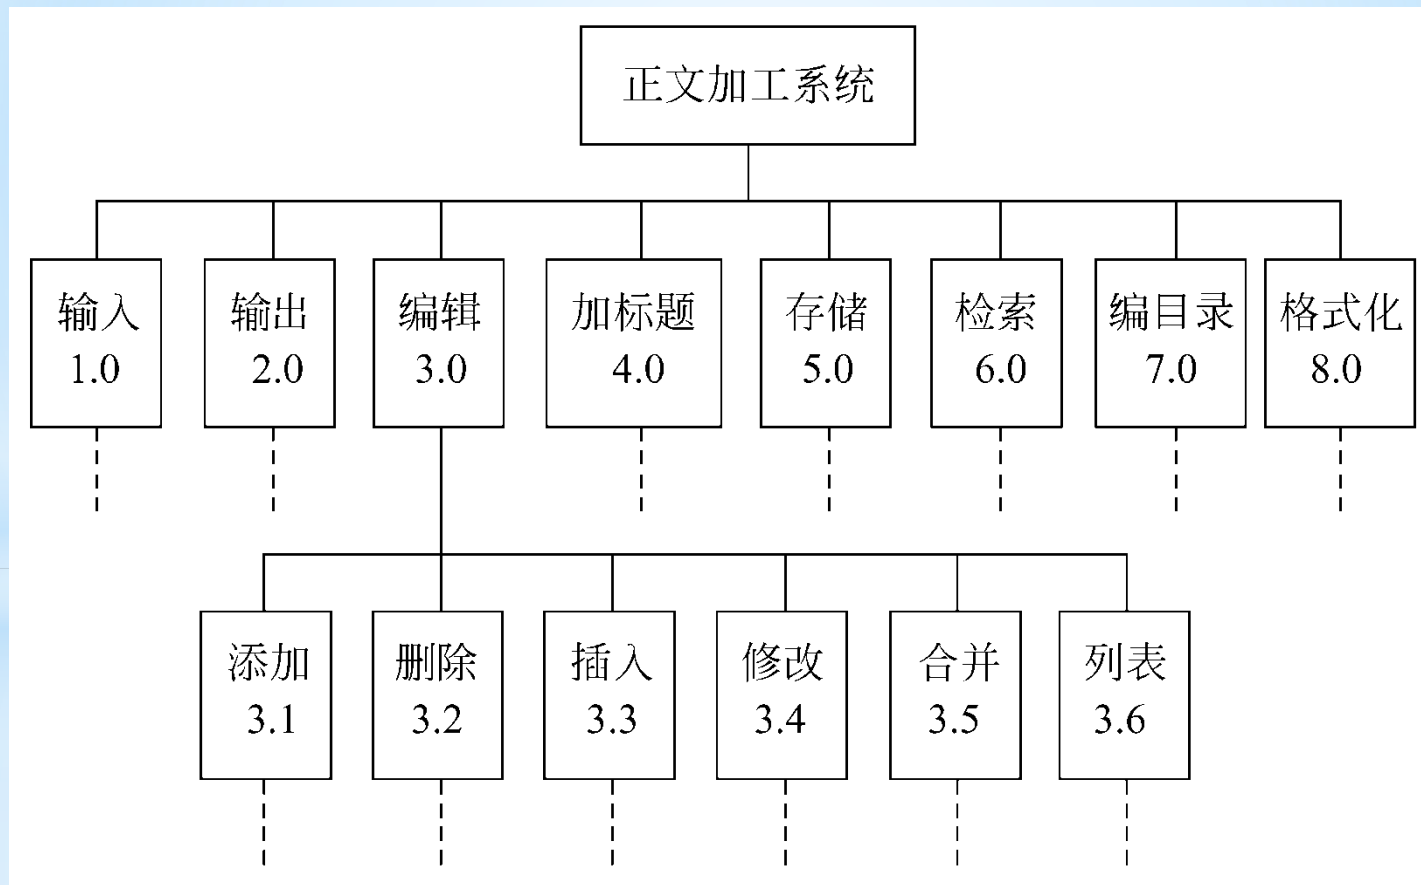 正文加工系统
输入
1.0
输出
2.0
编辑
3.0
加标题
4.0
存储
5.0
检索
6.0
编目录
7.0
格式化
8.0
添加
3.1
删除
3.2
插入
3.3
修改
3.4
合并
3.5
列表
3.6